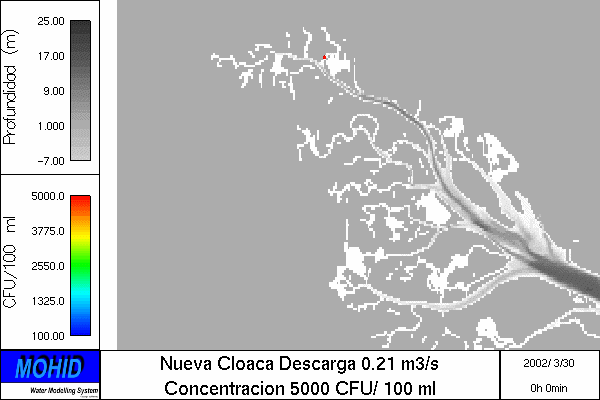 25.00
17.00
9.00
1.000
-7.00
Profundidad (m)
5000.0
3775.0
2550.0
1325.0
100.00
CFU/100 ml
MOHID
Water Modelling System
Nueva Cloaca Descarga 0.21 m3/s
Concentracion 5000 CFU/ 100 ml
2002/ 3/30
0h 0min